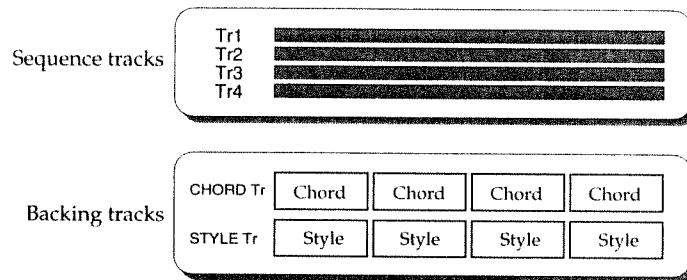 Sequence tracks
Tr1
Tr2
Tr3
Tr4
Backing tracks
CHORD Tr Chord Chord Chord Chord
STYLE Tr Style Style Style Style